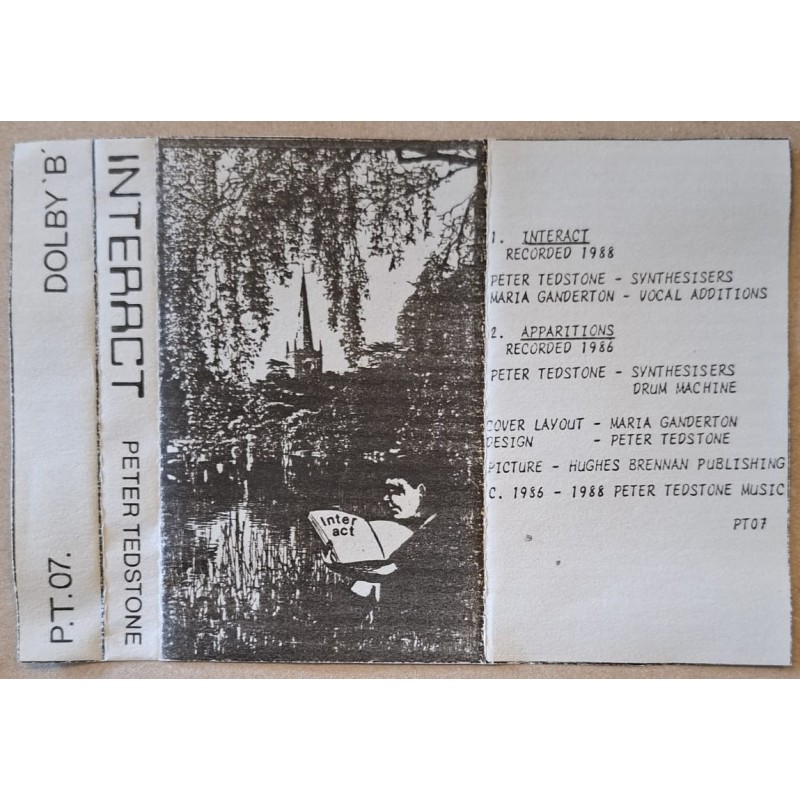 DOLBY 'B'
P.T. 07.
INTERACT PETER TEDSTONE
Inter
act
1. INTERACT
RECORDED 1988
PETER TEDSTONE - SYNTHESISERS
MARIA GANDERTON - VOCAL ADDITIONS
2. APPARITIONS
RECORDED 1986
PETER TEDSTONE - SYNTHESISERS
DRUM MACHINE
COVER LAYOUT - MARIA GANDERTON
DESIGN - PETER TEDSTONE
PICTURE - HUGHES BRENNAN PUBLISHING
C. 1986 - 1988 PETER TEDSTONE MUSIC
PT07